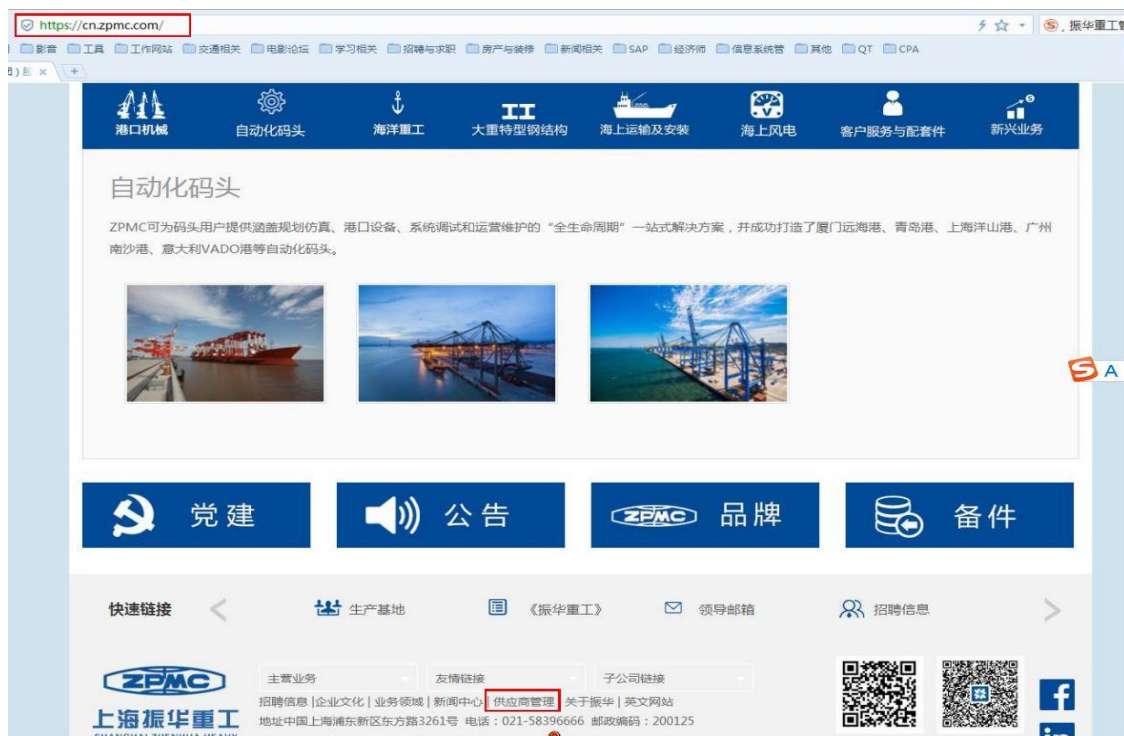 https://cn.zpmc.com/
振华重工
影音 工具 工作网站 交通相关 电影论坛 学习相关 招聘与求职 房产与装修 新闻相关 SAP 经济师 信息系统管 其他 QT CPA
港口机械 自动化码头 海洋重工 大重特型钢结构 海上运输及安装 海上风电 客户服务与配套件 新兴业务
自动化码头
ZPMC可为码头用户提供涵盖规划仿真、港口设备、系统调试和运营维护的“全生命周期”一站式解决方案，并成功打造了厦门远海港、青岛港、上海洋山港、广州
南沙港、意大利VADO港等自动化码头。
S A
党建 公告 ZPMC 品牌 备件
快速链接 生产基地 《振华重工》 领导邮箱 招聘信息
ZPMC
主营业务 友情链接 子公司链接
招聘信息 | 企业文化 | 业务领域 | 新闻中心 | 供应商管理 | 关于振华 | 英文网站
上海振华重工
地址中国上海浦东新区东方路3261号 电话：021-58396666 邮政编码：200125
f
in